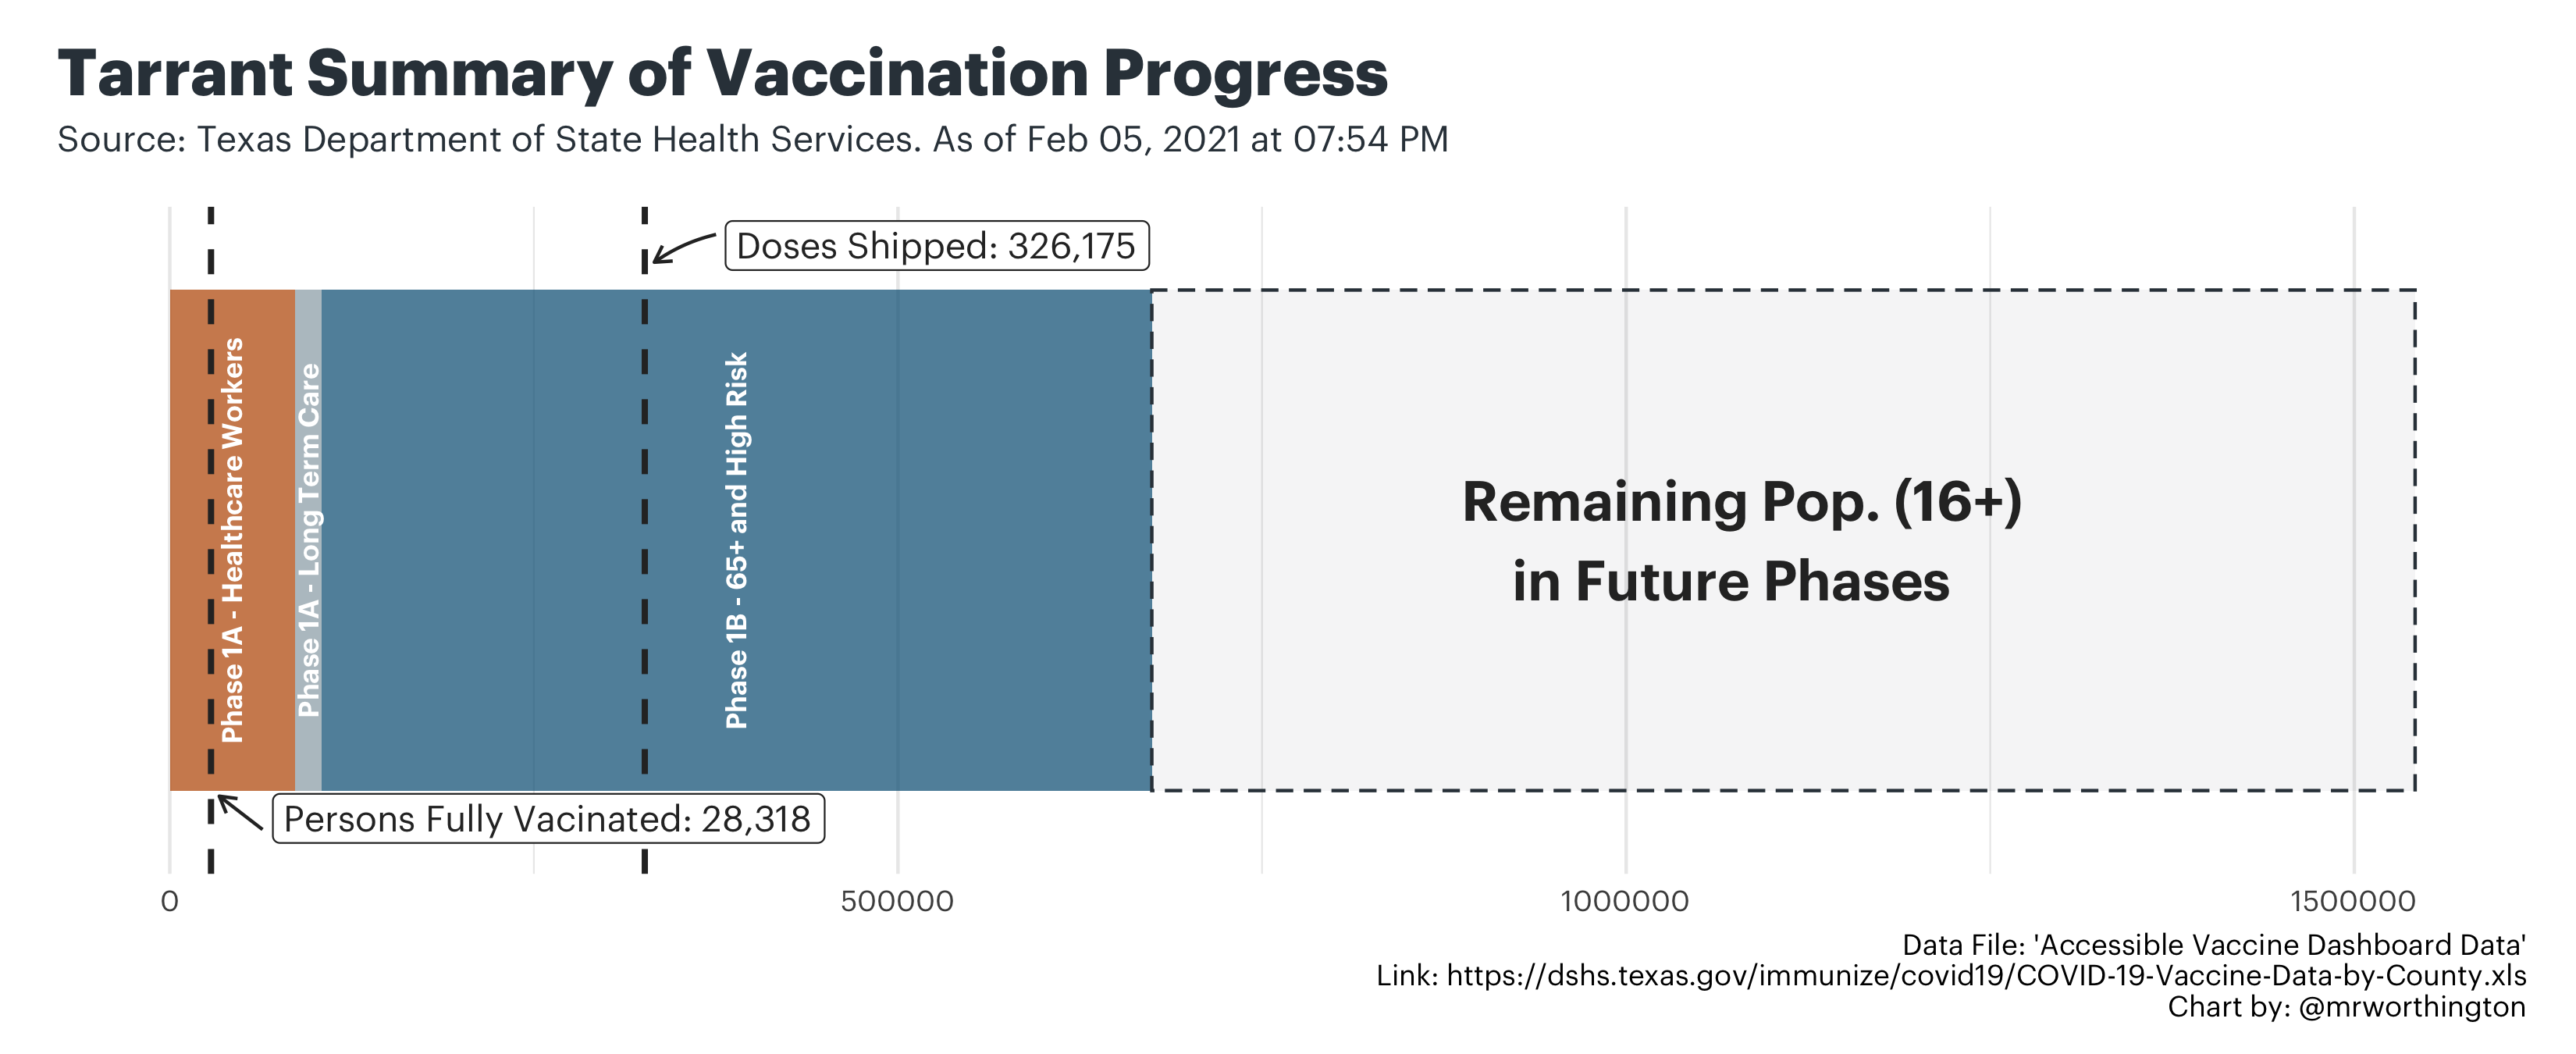 Tarrant Summary of Vaccination Progress
Source: Texas Department of State Health Services. As of Feb 05, 2021 at 07:54 PM
Doses Shipped: 326,175
Phase 1A - Healthcare Workers
Phase 1A - Long Term Care
Phase 1B - 65+ and High Risk
Remaining Pop. (16+)
in Future Phases
Persons Fully Vacinated: 28,318
0
500000
1000000
1500000
Data File: 'Accessible Vaccine Dashboard Data'
Link: https://dshs.texas.gov/immunize/covid19/COVID-19-Vaccine-Data-by-County.xls
Chart by: @mrworthington